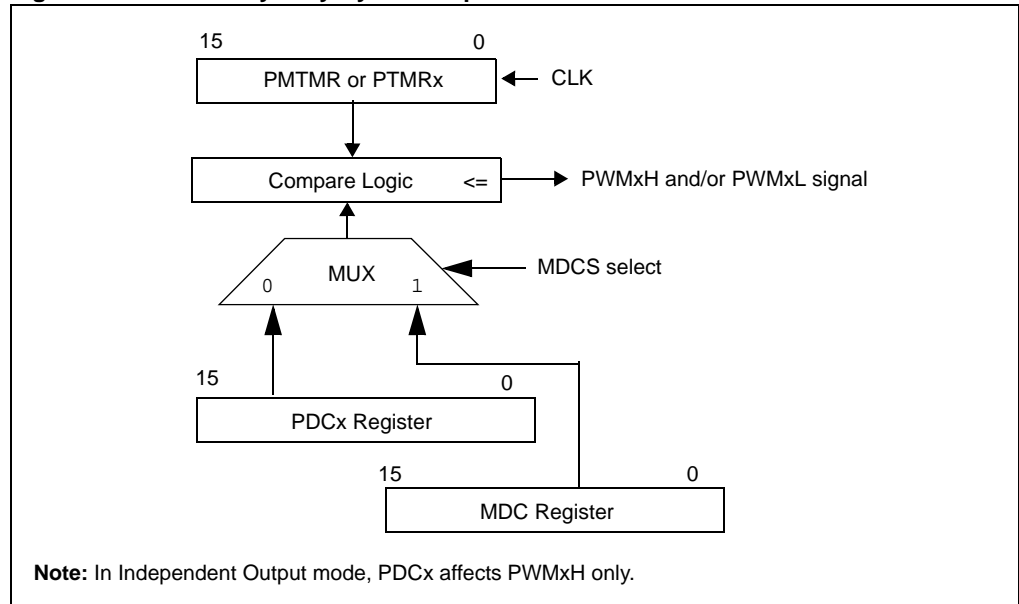 15 0
PMTMR or PTMRx
CLK
Compare Logic <=
PWMxH and/or PWMxL signal
MUX
0 1
MDCS select
15 0
PDCx Register
15 0
MDC Register
Note: In Independent Output mode, PDCx affects PWMxH only.